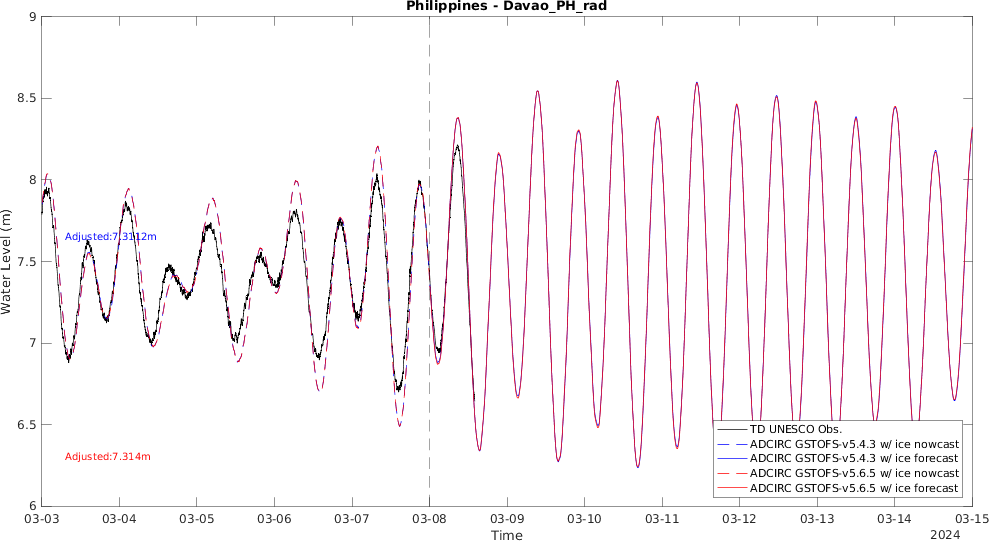 Philippines - Davao_PH_rad
Water Level (m)
9
8.5
8
7.5
7
6.5
6
Adjusted:7.3112m
Adjusted:7.314m
TD UNESCO Obs.
ADCIRC GSTOFS-v5.4.3 w/ ice nowcast
ADCIRC GSTOFS-v5.4.3 w/ ice forecast
ADCIRC GSTOFS-v5.6.5 w/ ice nowcast
ADCIRC GSTOFS-v5.6.5 w/ ice forecast
03-03 03-04 03-05 03-06 03-07 03-08 03-09 03-10 03-11 03-12 03-13 03-14 03-15
Time
2024